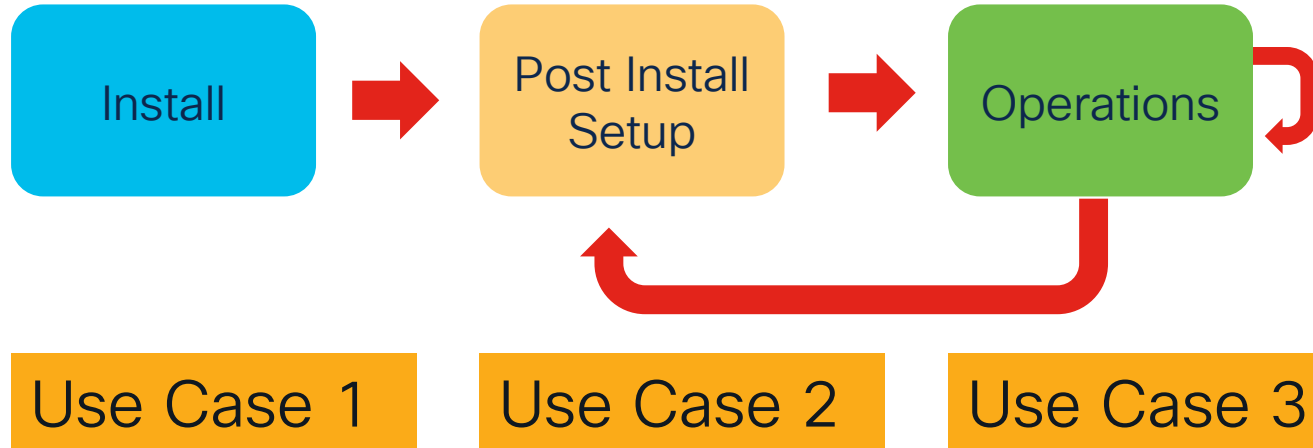 Install
Post Install
Setup
Operations
Use Case 1
Use Case 2
Use Case 3